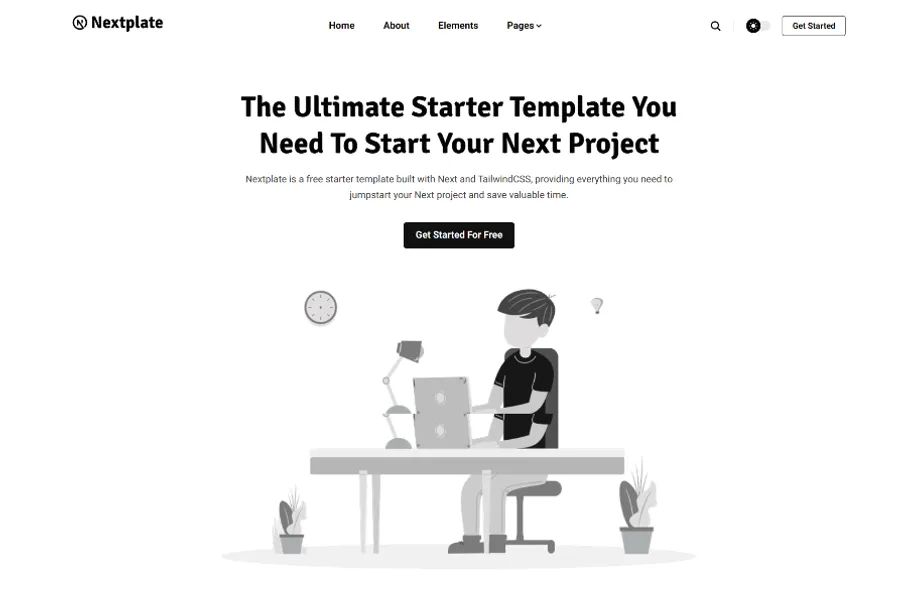 Nextplate
Home About Elements Pages
Get Started
The Ultimate Starter Template You
Need To Start Your Next Project
Nextplate is a free starter template built with Next and TailwindCSS, providing everything you need to
jumpstart your Next project and save valuable time.
Get Started For Free